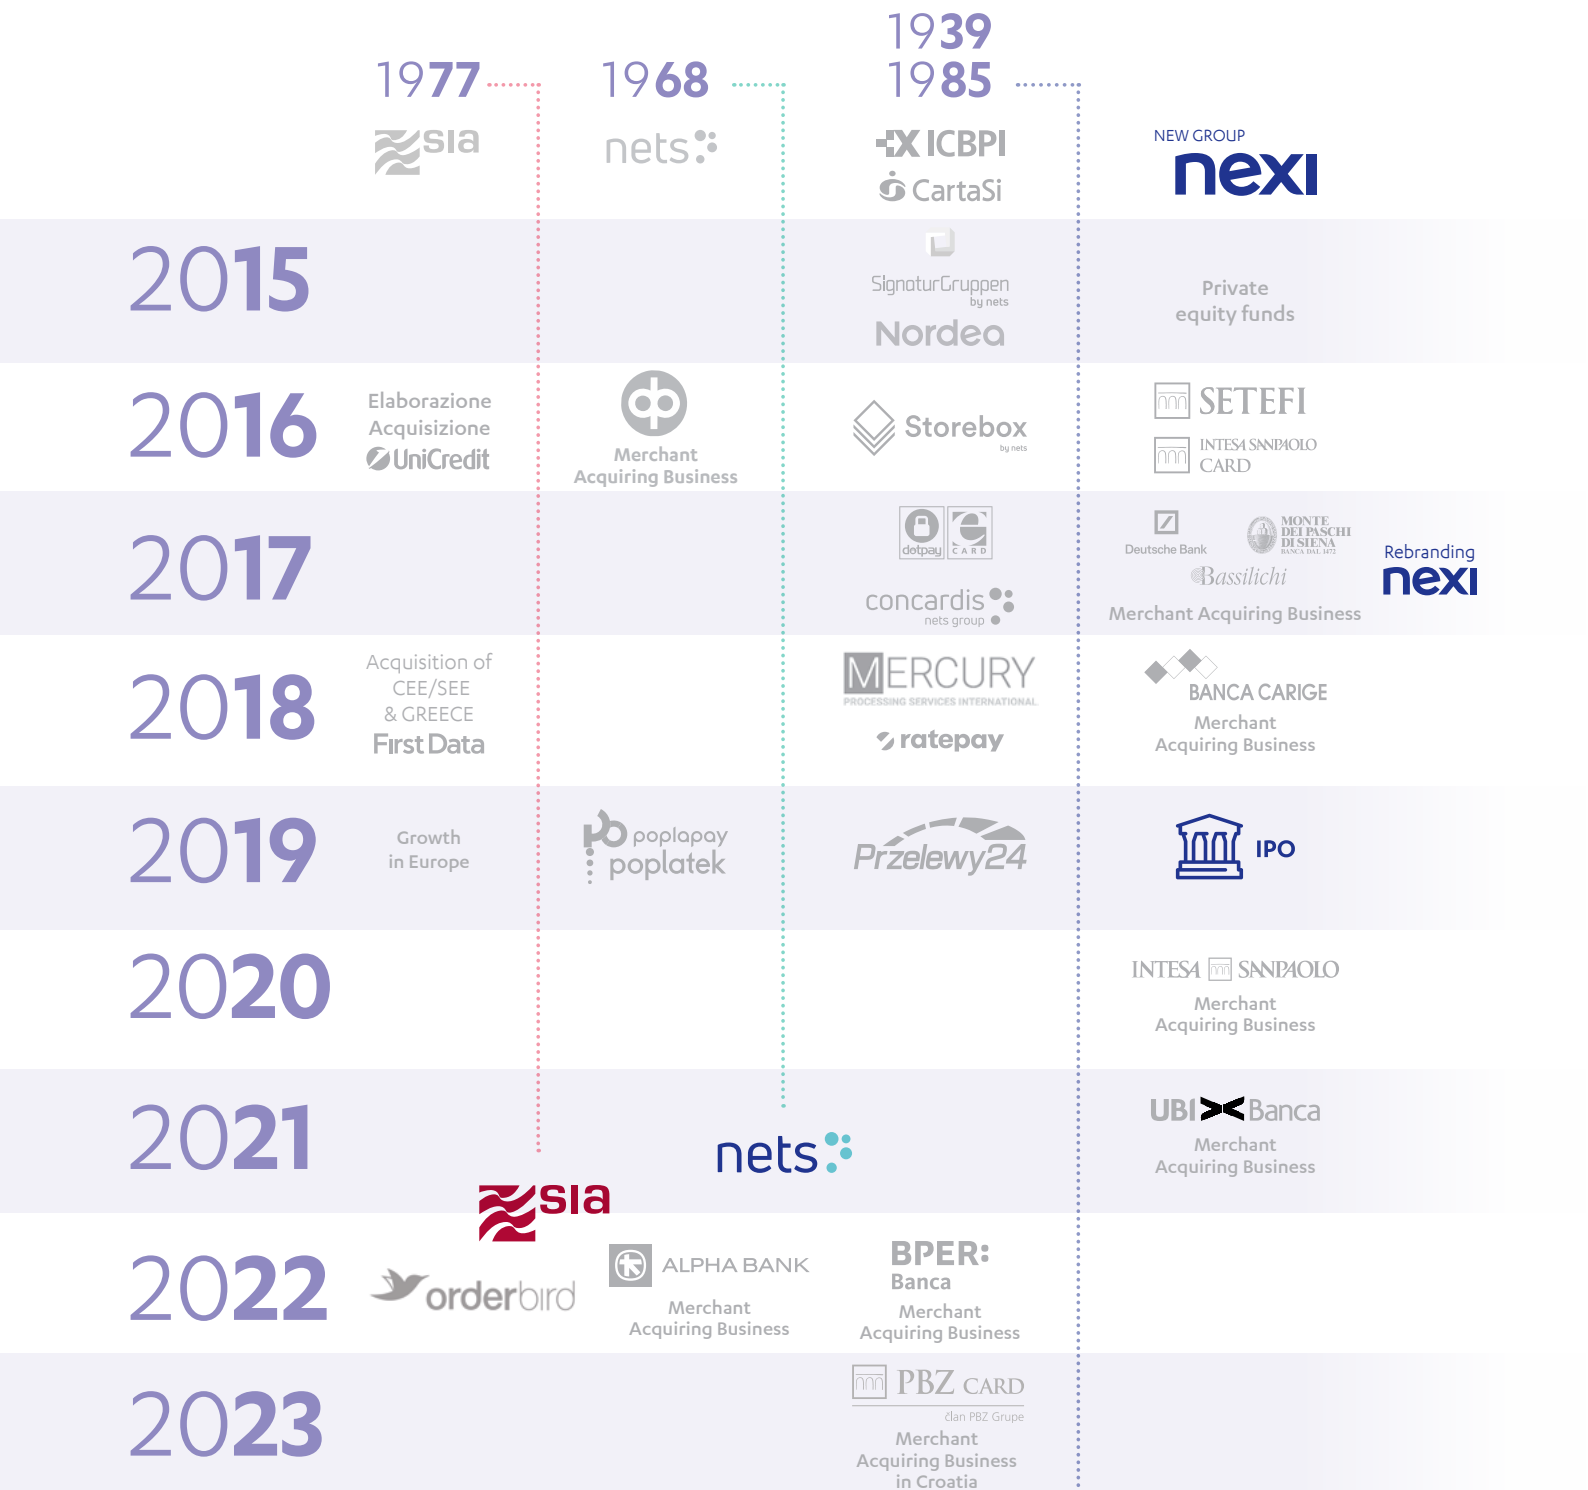 1939
1977
1968
1985
sia
nets
ICBPI
CartaSi
NEW GROUP
nexi
2015
SignaturGruppen
by nets
Nordea
Private
equity funds
2016
Elaborazione
Acquisizione
UniCredit
Merchant
Acquiring Business
Storebox
by nets
SETEFI
INTESA SANPAOLO
CARD
2017
dotpay
e
CARD
concardis
nets group
Deutsche Bank
MONTE
DEI PASCHI
DI SIENA
BANCA DAL 1472
Bassilichi
Merchant Acquiring Business
Rebranding
nexi
2018
Acquisition of
CEE/SEE
& GREECE
First Data
MERCURY
PROCESSING SERVICES INTERNATIONAL
ratepay
BANCA CARIGE
Merchant
Acquiring Business
2019
Growth
in Europe
poplapay
poplatek
Przelewy24
IPO
2020
INTESA SANPAOLO
Merchant
Acquiring Business
2021
sia
nets
UBI Banca
Merchant
Acquiring Business
2022
orderbird
ALPHA BANK
Merchant
Acquiring Business
BPER:
Banca
Merchant
Acquiring Business
2023
PBZ CARD
član PBZ Grupe
Merchant
Acquiring Business
in Croatia